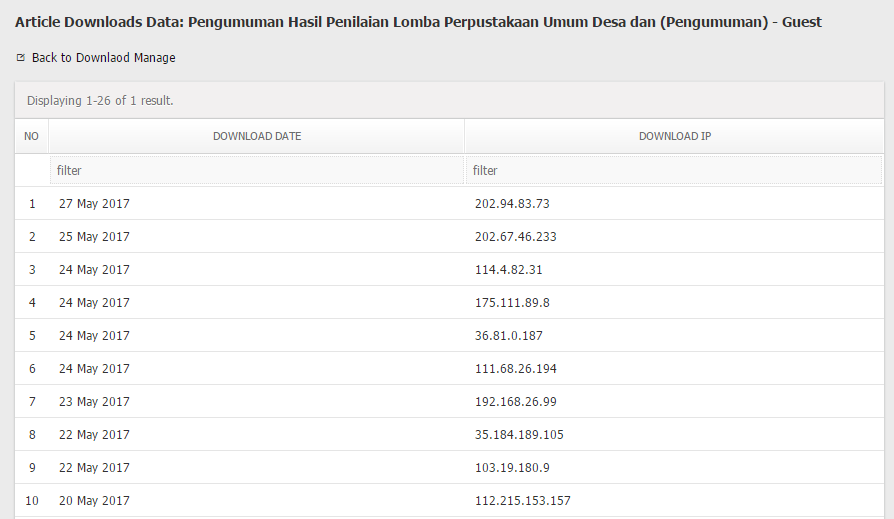 Article Downloads Data: Pengumuman Hasil Penilaian Lomba Perpustakaan Umum Desa dan (Pengumuman) - Guest
Back to Downlaod Manage
Displaying 1-26 of 1 result.
NO DOWNLOAD DATE DOWNLOAD IP
filter filter
1 27 May 2017 202.94.83.73
2 25 May 2017 202.67.46.233
3 24 May 2017 114.4.82.31
4 24 May 2017 175.111.89.8
5 24 May 2017 36.81.0.187
6 24 May 2017 111.68.26.194
7 23 May 2017 192.168.26.99
8 22 May 2017 35.184.189.105
9 22 May 2017 103.19.180.9
10 20 May 2017 112.215.153.157